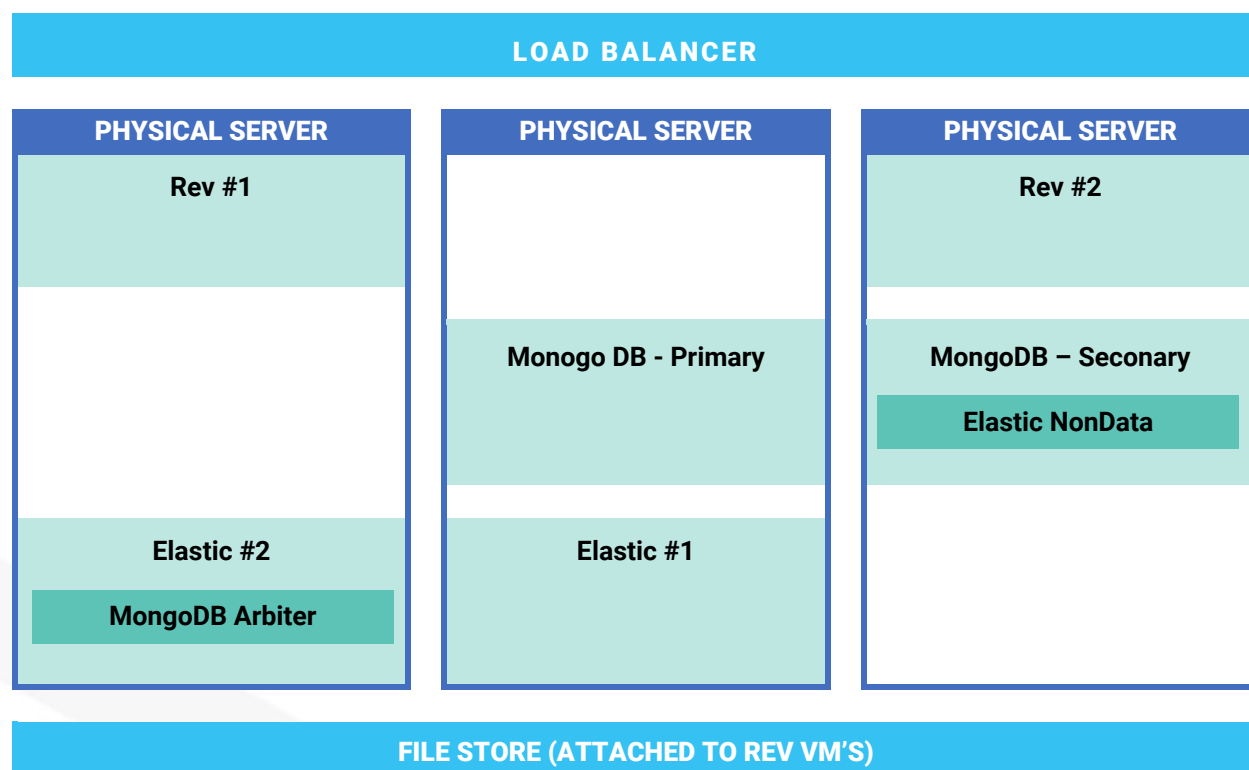 LOAD BALANCER
PHYSICAL SERVER
Rev #1
Elastic #2
MongoDB Arbiter
PHYSICAL SERVER
Monogo DB - Primary
Elastic #1
PHYSICAL SERVER
Rev #2
MongoDB – Seconary
Elastic NonData
FILE STORE (ATTACHED TO REV VM'S)